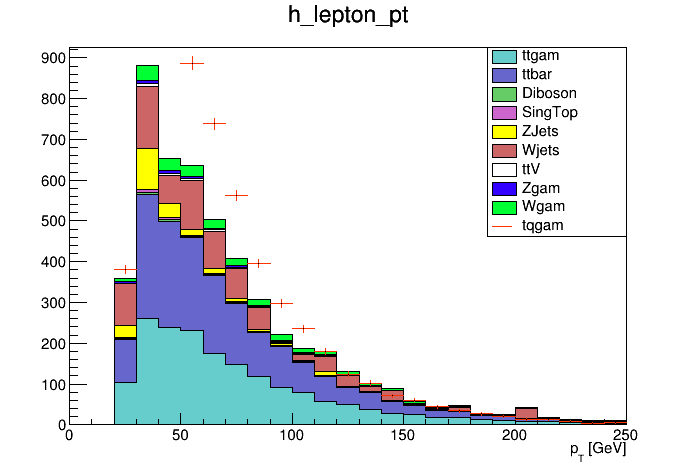 h_lepton_pt
900
800
700
600
500
400
300
200
100
0
0 50 100 150 200 250
p_T [GeV]
ttgam
ttbar
Diboson
SingTop
ZJets
Wjets
ttV
Zgam
Wgam
tqgam